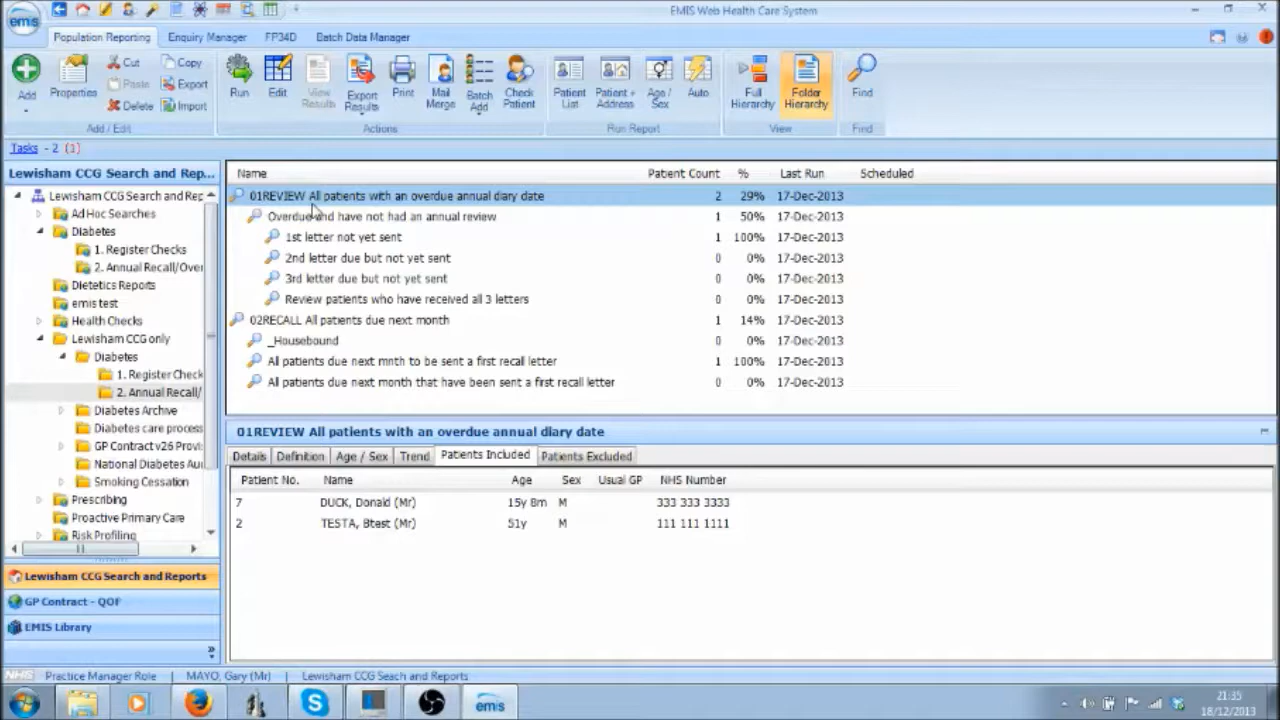 EMIS Web Health Care System
emis
Population Reporting Enquiry Manager FP34D Batch Data Manager
Add Properties Cut Copy Paste Export Delete Import
Run Edit View Results Export Results Print Mail Merge Batch Add Check Patient
Patient List Patient + Address Age / Sex Auto
Full Hierarchy Folder Hierarchy Find
Add / Edit Actions Run Report View Find
Tasks - 2 (1)
Lewisham CCG Search and Rep...
Lewisham CCG Search and Rep
Ad Hoc Searches
Diabetes
1. Register Checks
2. Annual Recall/Over
Dietetics Reports
emis test
Health Checks
Lewisham CCG only
Diabetes
1. Register Check
2. Annual Recall/
Diabetes Archive
Diabetes care process
GP Contract v26 Provi
National Diabetes Au
Smoking Cessation
Prescribing
Proactive Primary Care
Risk Profiling
Lewisham CCG Search and Reports
GP Contract - QOF
EMIS Library
Name Patient Count % Last Run Scheduled
01REVIEW All patients with an overdue annual diary date 2 29% 17-Dec-2013
Overdue and have not had an annual review 1 50% 17-Dec-2013
1st letter not yet sent 1 100% 17-Dec-2013
2nd letter due but not yet sent 0 0% 17-Dec-2013
3rd letter due but not yet sent 0 0% 17-Dec-2013
Review patients who have received all 3 letters 0 0% 17-Dec-2013
02RECALL All patients due next month 1 14% 17-Dec-2013
_Housebound 0 0% 17-Dec-2013
All patients due next mnth to be sent a first recall letter 1 100% 17-Dec-2013
All patients due next month that have been sent a first recall letter 0 0% 17-Dec-2013
01REVIEW All patients with an overdue annual diary date
Details Definition Age / Sex Trend Patients Included Patients Excluded
Patient No. Name Age Sex Usual GP NHS Number
7 DUCK, Donald (Mr) 15y 8m M 333 333 3333
2 TESTA, Btest (Mr) 51y M 111 111 1111
NHS Practice Manager Role MAYO, Gary (Mr) Lewisham CCG Seach and Reports
emis
21:35
18/12/2013